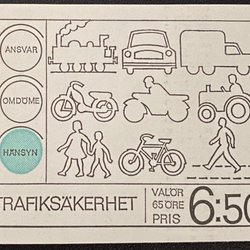 ANSVAR
OMDÖME
HÄNSYN
TRAFIKSÄKERHET
VALÖR
65 ÖRE
PRIS
6:50